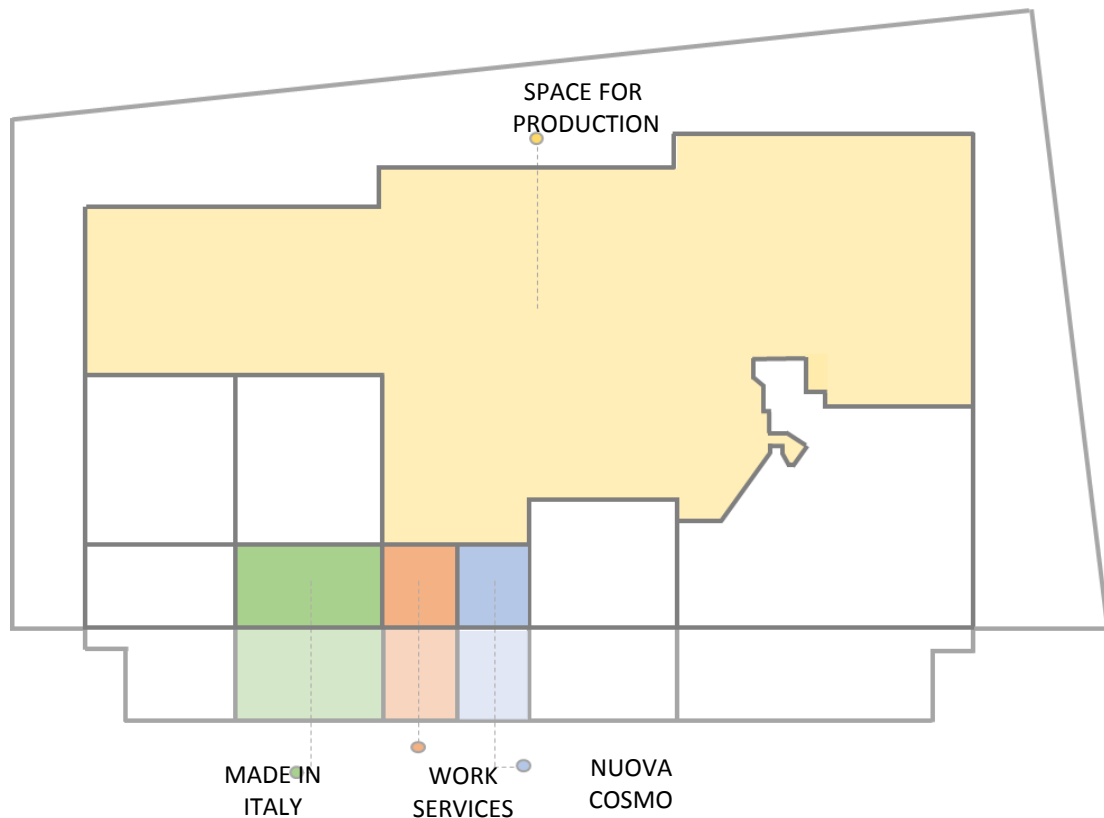 SPACE FOR
PRODUCTION
MADE IN
ITALY
WORK
SERVICES
NUOVA
COSMO